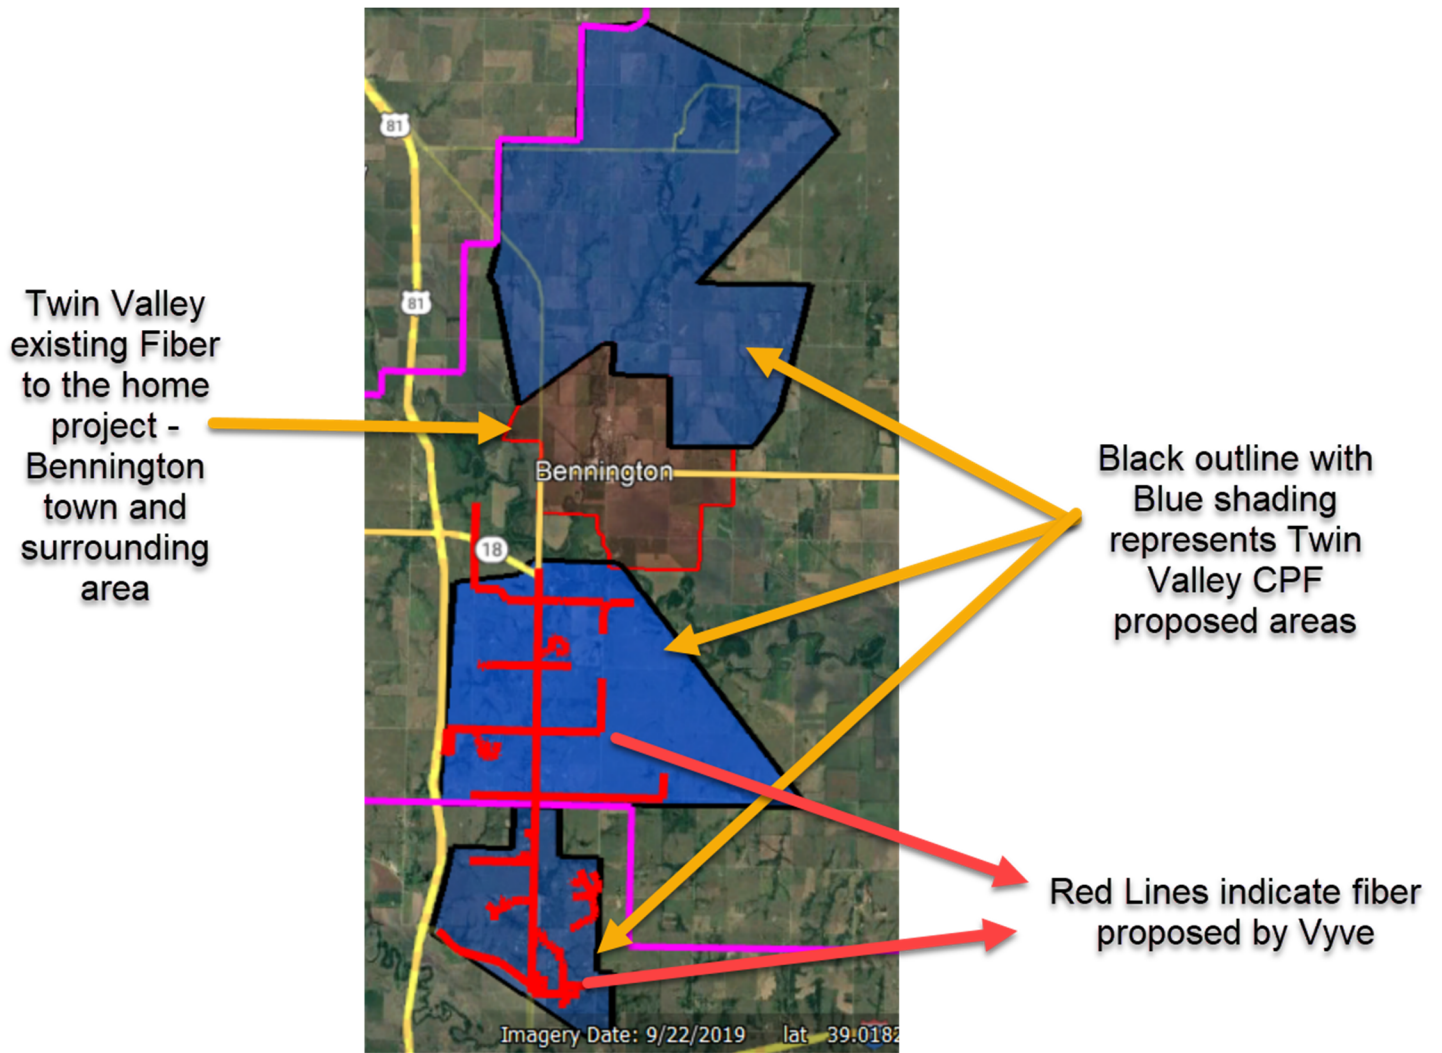 81
81
Twin Valley
existing Fiber
to the home
project -
Bennington
town and
surrounding
area
Bennington
18
Black outline with
Blue shading
represents Twin
Valley CPF
proposed areas
Red Lines indicate fiber
proposed by Vyve
Imagery Date: 9/22/2019 lat 39.0182